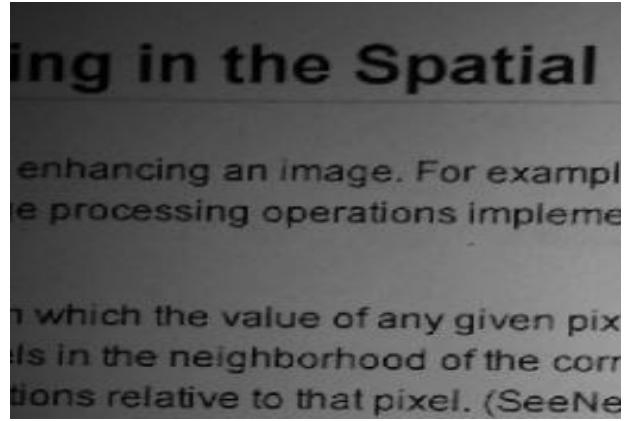 ing in the Spatial
enhancing an image. For exampl
e processing operations impleme
n which the value of any given pix
ls in the neighborhood of the corr
tions relative to that pixel. (SeeNe